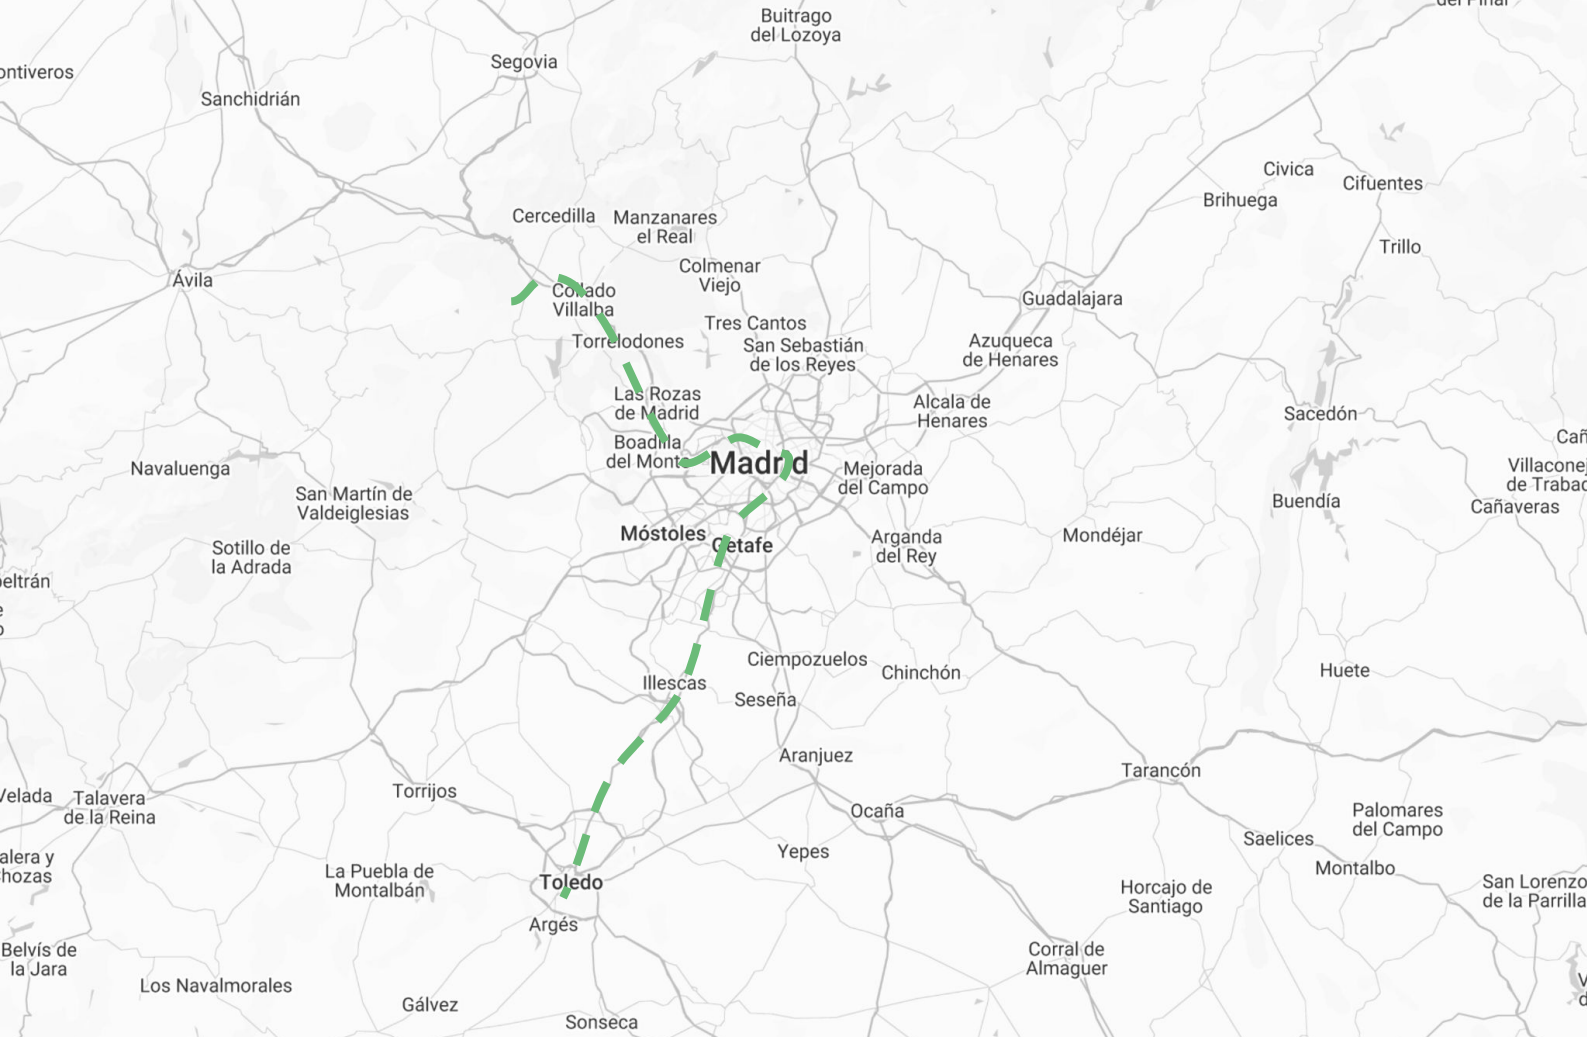 Buitrago
del Lozoya
Segovia
Sanchidrián
Civica
Cifuentes
Brihuega
Cercedilla
Manzanares
el Real
Trillo
Colmenar
Viejo
Ávila
Collado
Villalba
Guadalajara
Tres Cantos
Torrelodones
San Sebastián
de los Reyes
Azuqueca
de Henares
Las Rozas
de Madrid
Alcala de
Henares
Sacedón
Boadilla
del Monte
Madrid
Navaluenga
Mejorada
del Campo
San Martín de
Valdeiglesias
Buendía
Cañaveras
Móstoles
Getafe
Arganda
del Rey
Mondéjar
Sotillo de
la Adrada
Ciempozuelos
Chinchón
Huete
Illescas
Seseña
Aranjuez
Tarancón
Torrijos
Talavera
de la Reina
Ocaña
Palomares
del Campo
Saelices
Yepes
Montalbo
La Puebla de
Montalbán
Toledo
Horcajo de
Santiago
San Lorenzo
de la Parrilla
Argés
Belvís de
la Jara
Corral de
Almaguer
Los Navalmorales
Gálvez
Sonseca